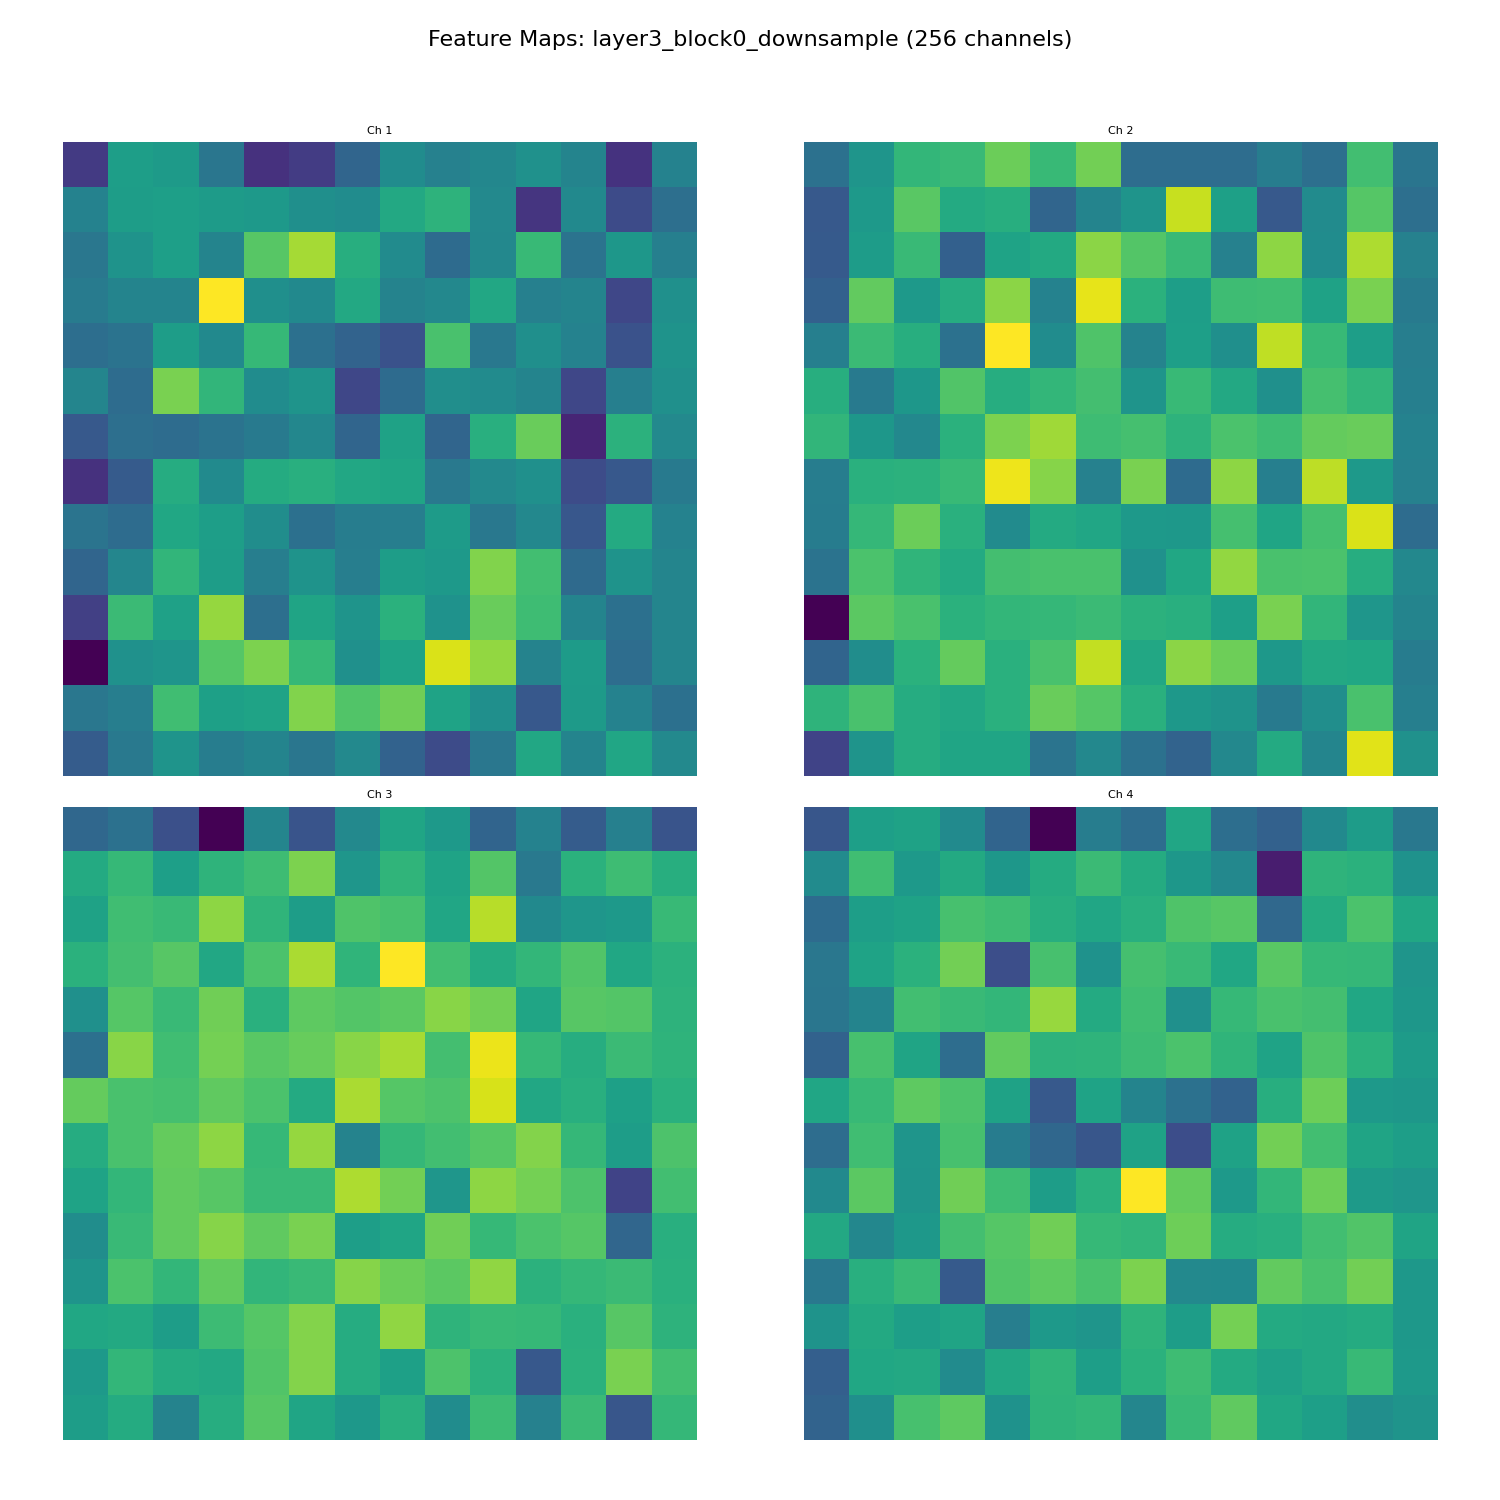 Feature Maps: layer3_block0_downsample (256 channels)
Ch 1
Ch 2
Ch 3
Ch 4